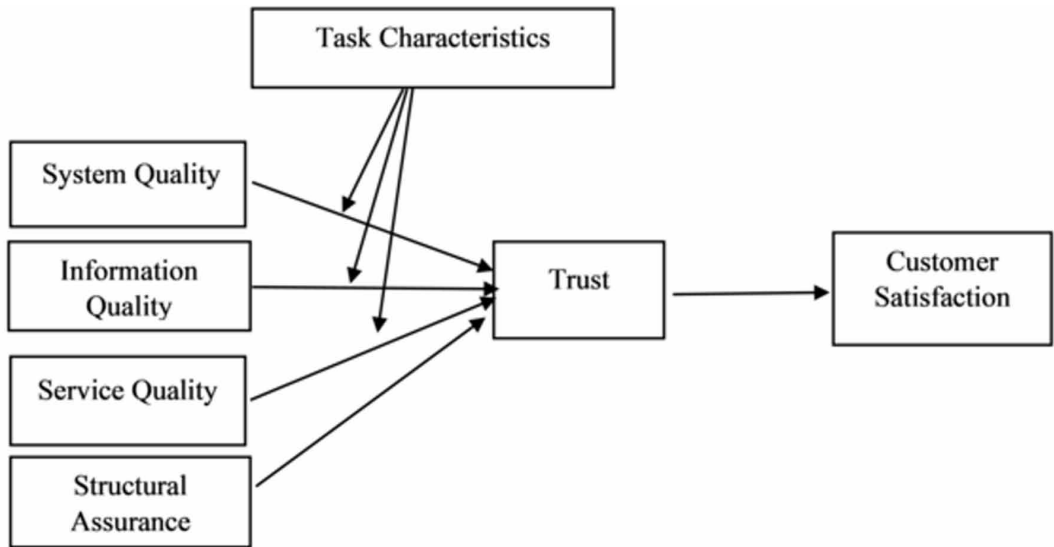 Task Characteristics
System Quality
Information
Quality
Service Quality
Structural
Assurance
Trust
Customer
Satisfaction